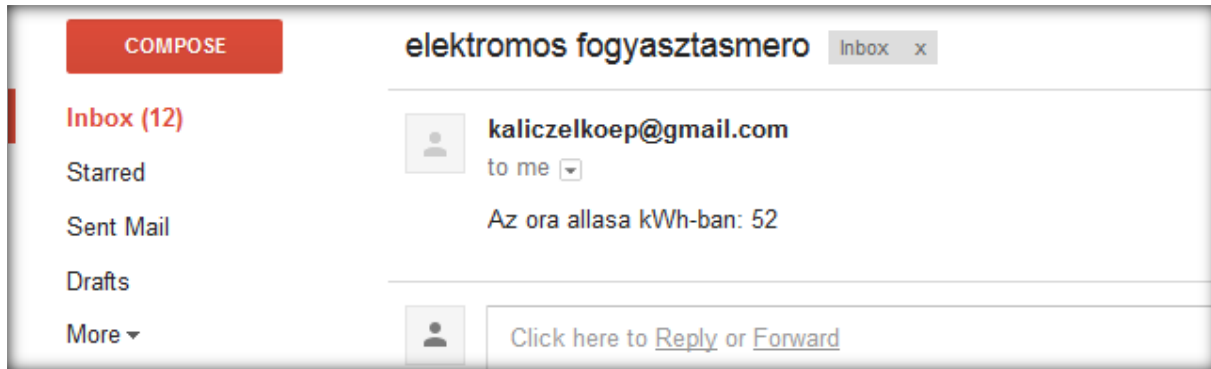 COMPOSE
Inbox (12)
Starred
Sent Mail
Drafts
More
elektromos fogyasztasmero Inbox x
kaliczelkoep@gmail.com
to me
Az ora allasa kWh-ban: 52
Click here to Reply or Forward